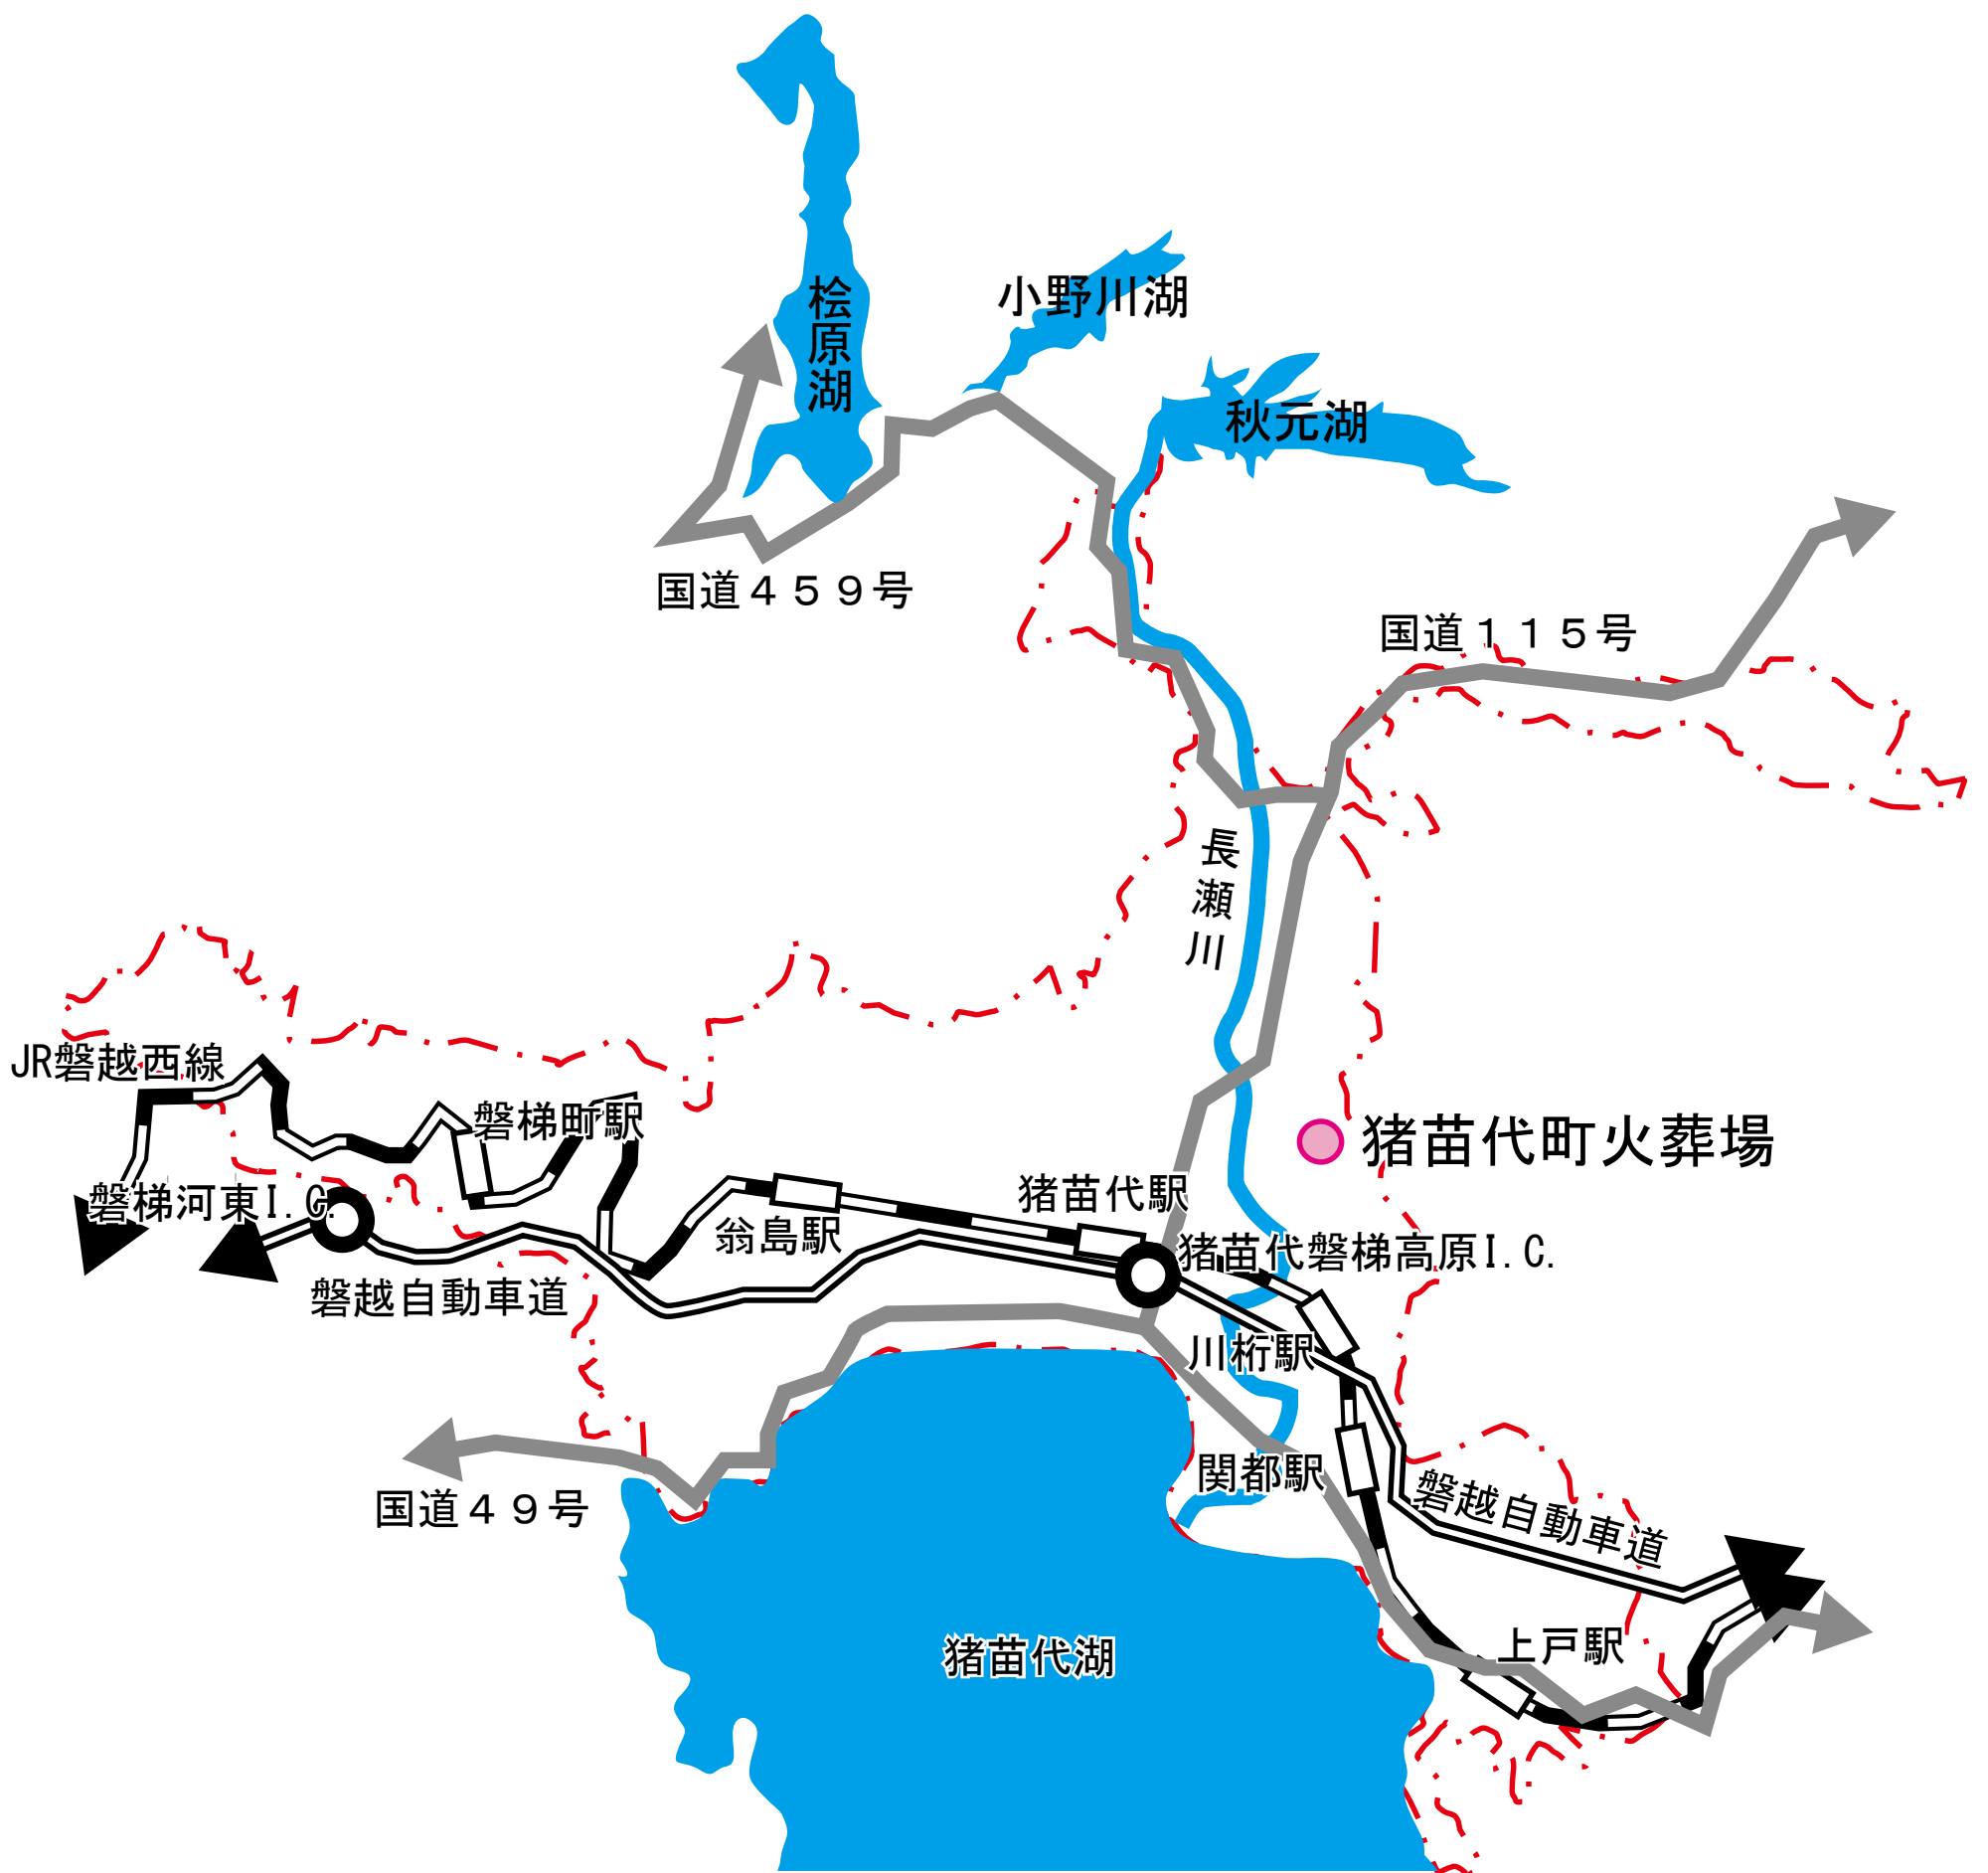 桧原湖
小野川湖
秋元湖
国道４５９号
国道１１５号
長瀬川
JR磐越西線
磐梯町駅
猪苗代町火葬場
磐梯河東I.C.
猪苗代駅
翁島駅
猪苗代磐梯高原I.C.
磐越自動車道
川桁駅
関都駅
国道４９号
磐越自動車道
上戸駅
猪苗代湖